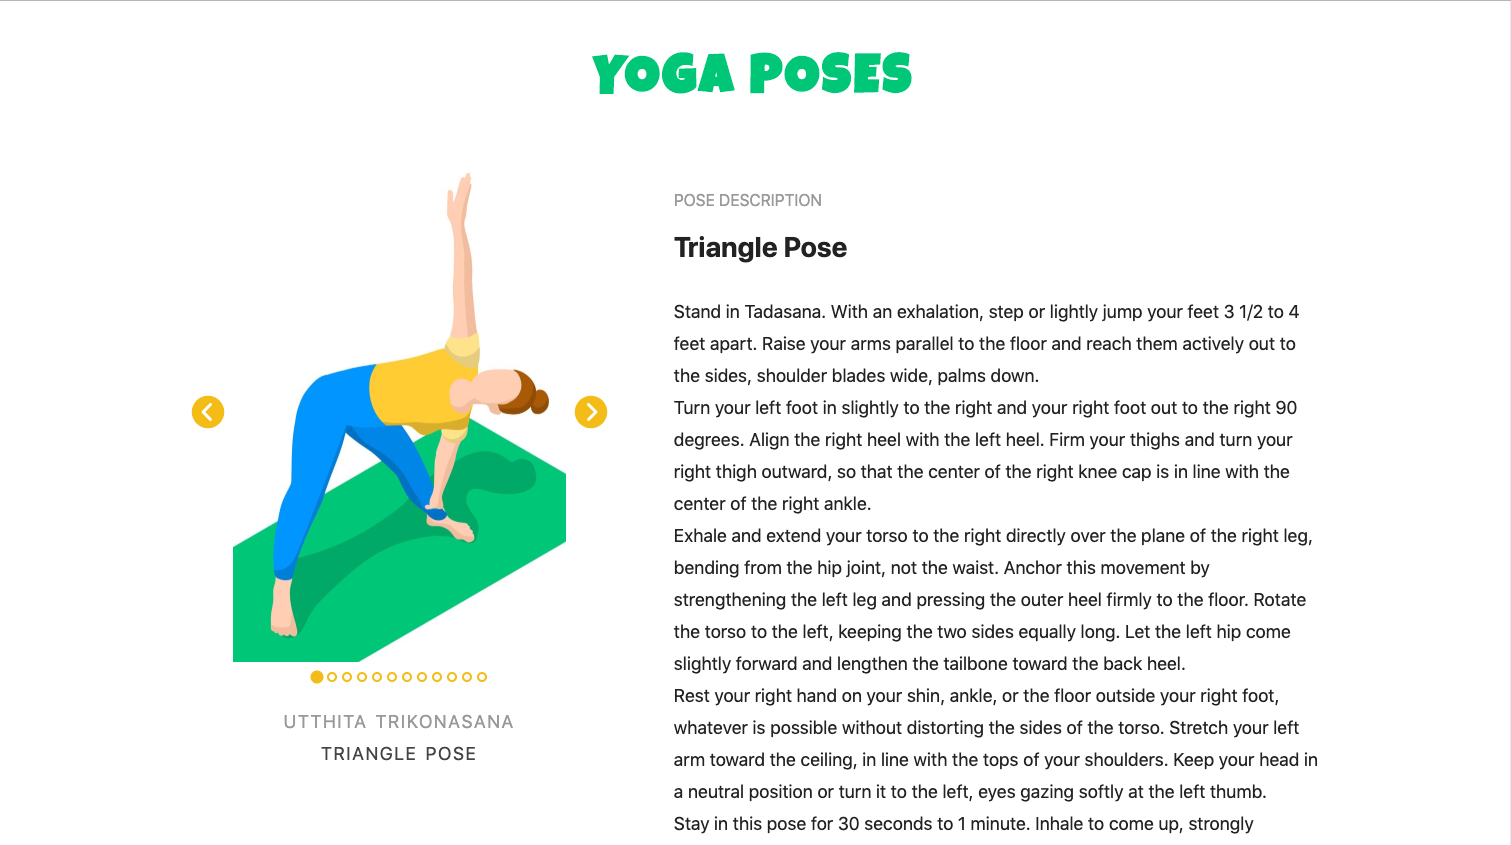 YOGA POSES
UTTHITA TRIKONASANA
TRIANGLE POSE
POSE DESCRIPTION
Triangle Pose
Stand in Tadasana. With an exhalation, step or lightly jump your feet 3 1/2 to 4
feet apart. Raise your arms parallel to the floor and reach them actively out to
the sides, shoulder blades wide, palms down.
Turn your left foot in slightly to the right and your right foot out to the right 90
degrees. Align the right heel with the left heel. Firm your thighs and turn your
right thigh outward, so that the center of the right knee cap is in line with the
center of the right ankle.
Exhale and extend your torso to the right directly over the plane of the right leg,
bending from the hip joint, not the waist. Anchor this movement by
strengthening the left leg and pressing the outer heel firmly to the floor. Rotate
the torso to the left, keeping the two sides equally long. Let the left hip come
slightly forward and lengthen the tailbone toward the back heel.
Rest your right hand on your shin, ankle, or the floor outside your right foot,
whatever is possible without distorting the sides of the torso. Stretch your left
arm toward the ceiling, in line with the tops of your shoulders. Keep your head in
a neutral position or turn it to the left, eyes gazing softly at the left thumb.
Stay in this pose for 30 seconds to 1 minute. Inhale to come up, strongly